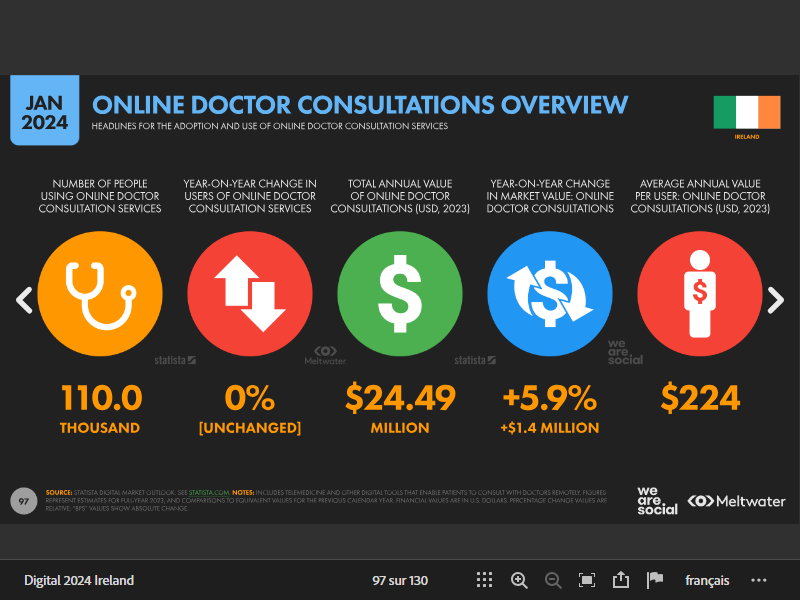 JAN
2024
ONLINE DOCTOR CONSULTATIONS OVERVIEW
HEADLINES FOR THE ADOPTION AND USE OF ONLINE DOCTOR CONSULTATION SERVICES
IRELAND
NUMBER OF PEOPLE
USING ONLINE DOCTOR
CONSULTATION SERVICES
YEAR-ON-YEAR CHANGE IN
USERS OF ONLINE DOCTOR
CONSULTATION SERVICES
TOTAL ANNUAL VALUE
OF ONLINE DOCTOR
CONSULTATIONS (USD, 2023)
YEAR-ON-YEAR CHANGE
IN MARKET VALUE: ONLINE
DOCTOR CONSULTATIONS
AVERAGE ANNUAL VALUE
PER USER: ONLINE DOCTOR
CONSULTATIONS (USD, 2023)
$
$
$
statista
Meltwater
statista
we
are.
social
110.0
THOUSAND
0%
[UNCHANGED]
$24.49
MILLION
+5.9%
+$1.4 MILLION
$224
97
SOURCE: STATISTA DIGITAL MARKET OUTLOOK. SEE STATISTA.COM. NOTES: INCLUDES TELEMEDICINE AND OTHER DIGITAL TOOLS THAT ENABLE PATIENTS TO CONSULT WITH DOCTORS REMOTELY. FIGURES
REPRESENT ESTIMATES FOR FULL-YEAR 2023, AND COMPARISONS TO EQUIVALENT VALUES FOR THE PREVIOUS CALENDAR YEAR. FINANCIAL VALUES ARE IN U.S. DOLLARS. PERCENTAGE CHANGE VALUES ARE
RELATIVE; "BPS" VALUES SHOW ABSOLUTE CHANGE.
we
are.
social
Meltwater
Digital 2024 Ireland
97 sur 130
français